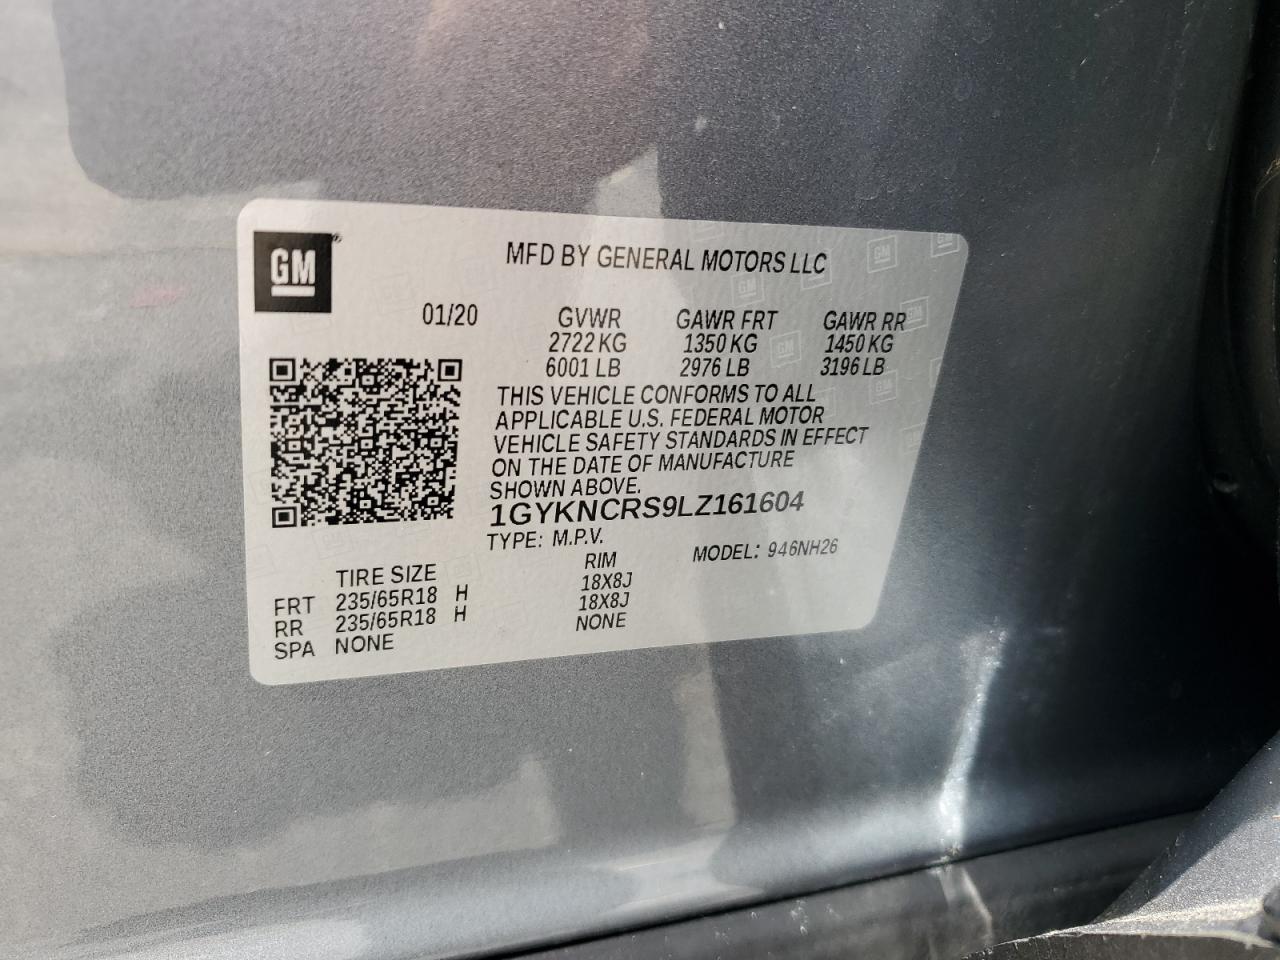 GM
MFD BY GENERAL MOTORS LLC
01/20 GVWR GAWR FRT GAWR RR
2722 KG 1350 KG 1450 KG
6001 LB 2976 LB 3196 LB
THIS VEHICLE CONFORMS TO ALL
APPLICABLE U.S. FEDERAL MOTOR
VEHICLE SAFETY STANDARDS IN EFFECT
ON THE DATE OF MANUFACTURE
SHOWN ABOVE.
1GYKNCRS9LZ161604
TYPE: M.P.V. MODEL: 946NH26
TIRE SIZE RIM
FRT 235/65R18 H 18X8J
RR 235/65R18 H 18X8J
SPA NONE NONE